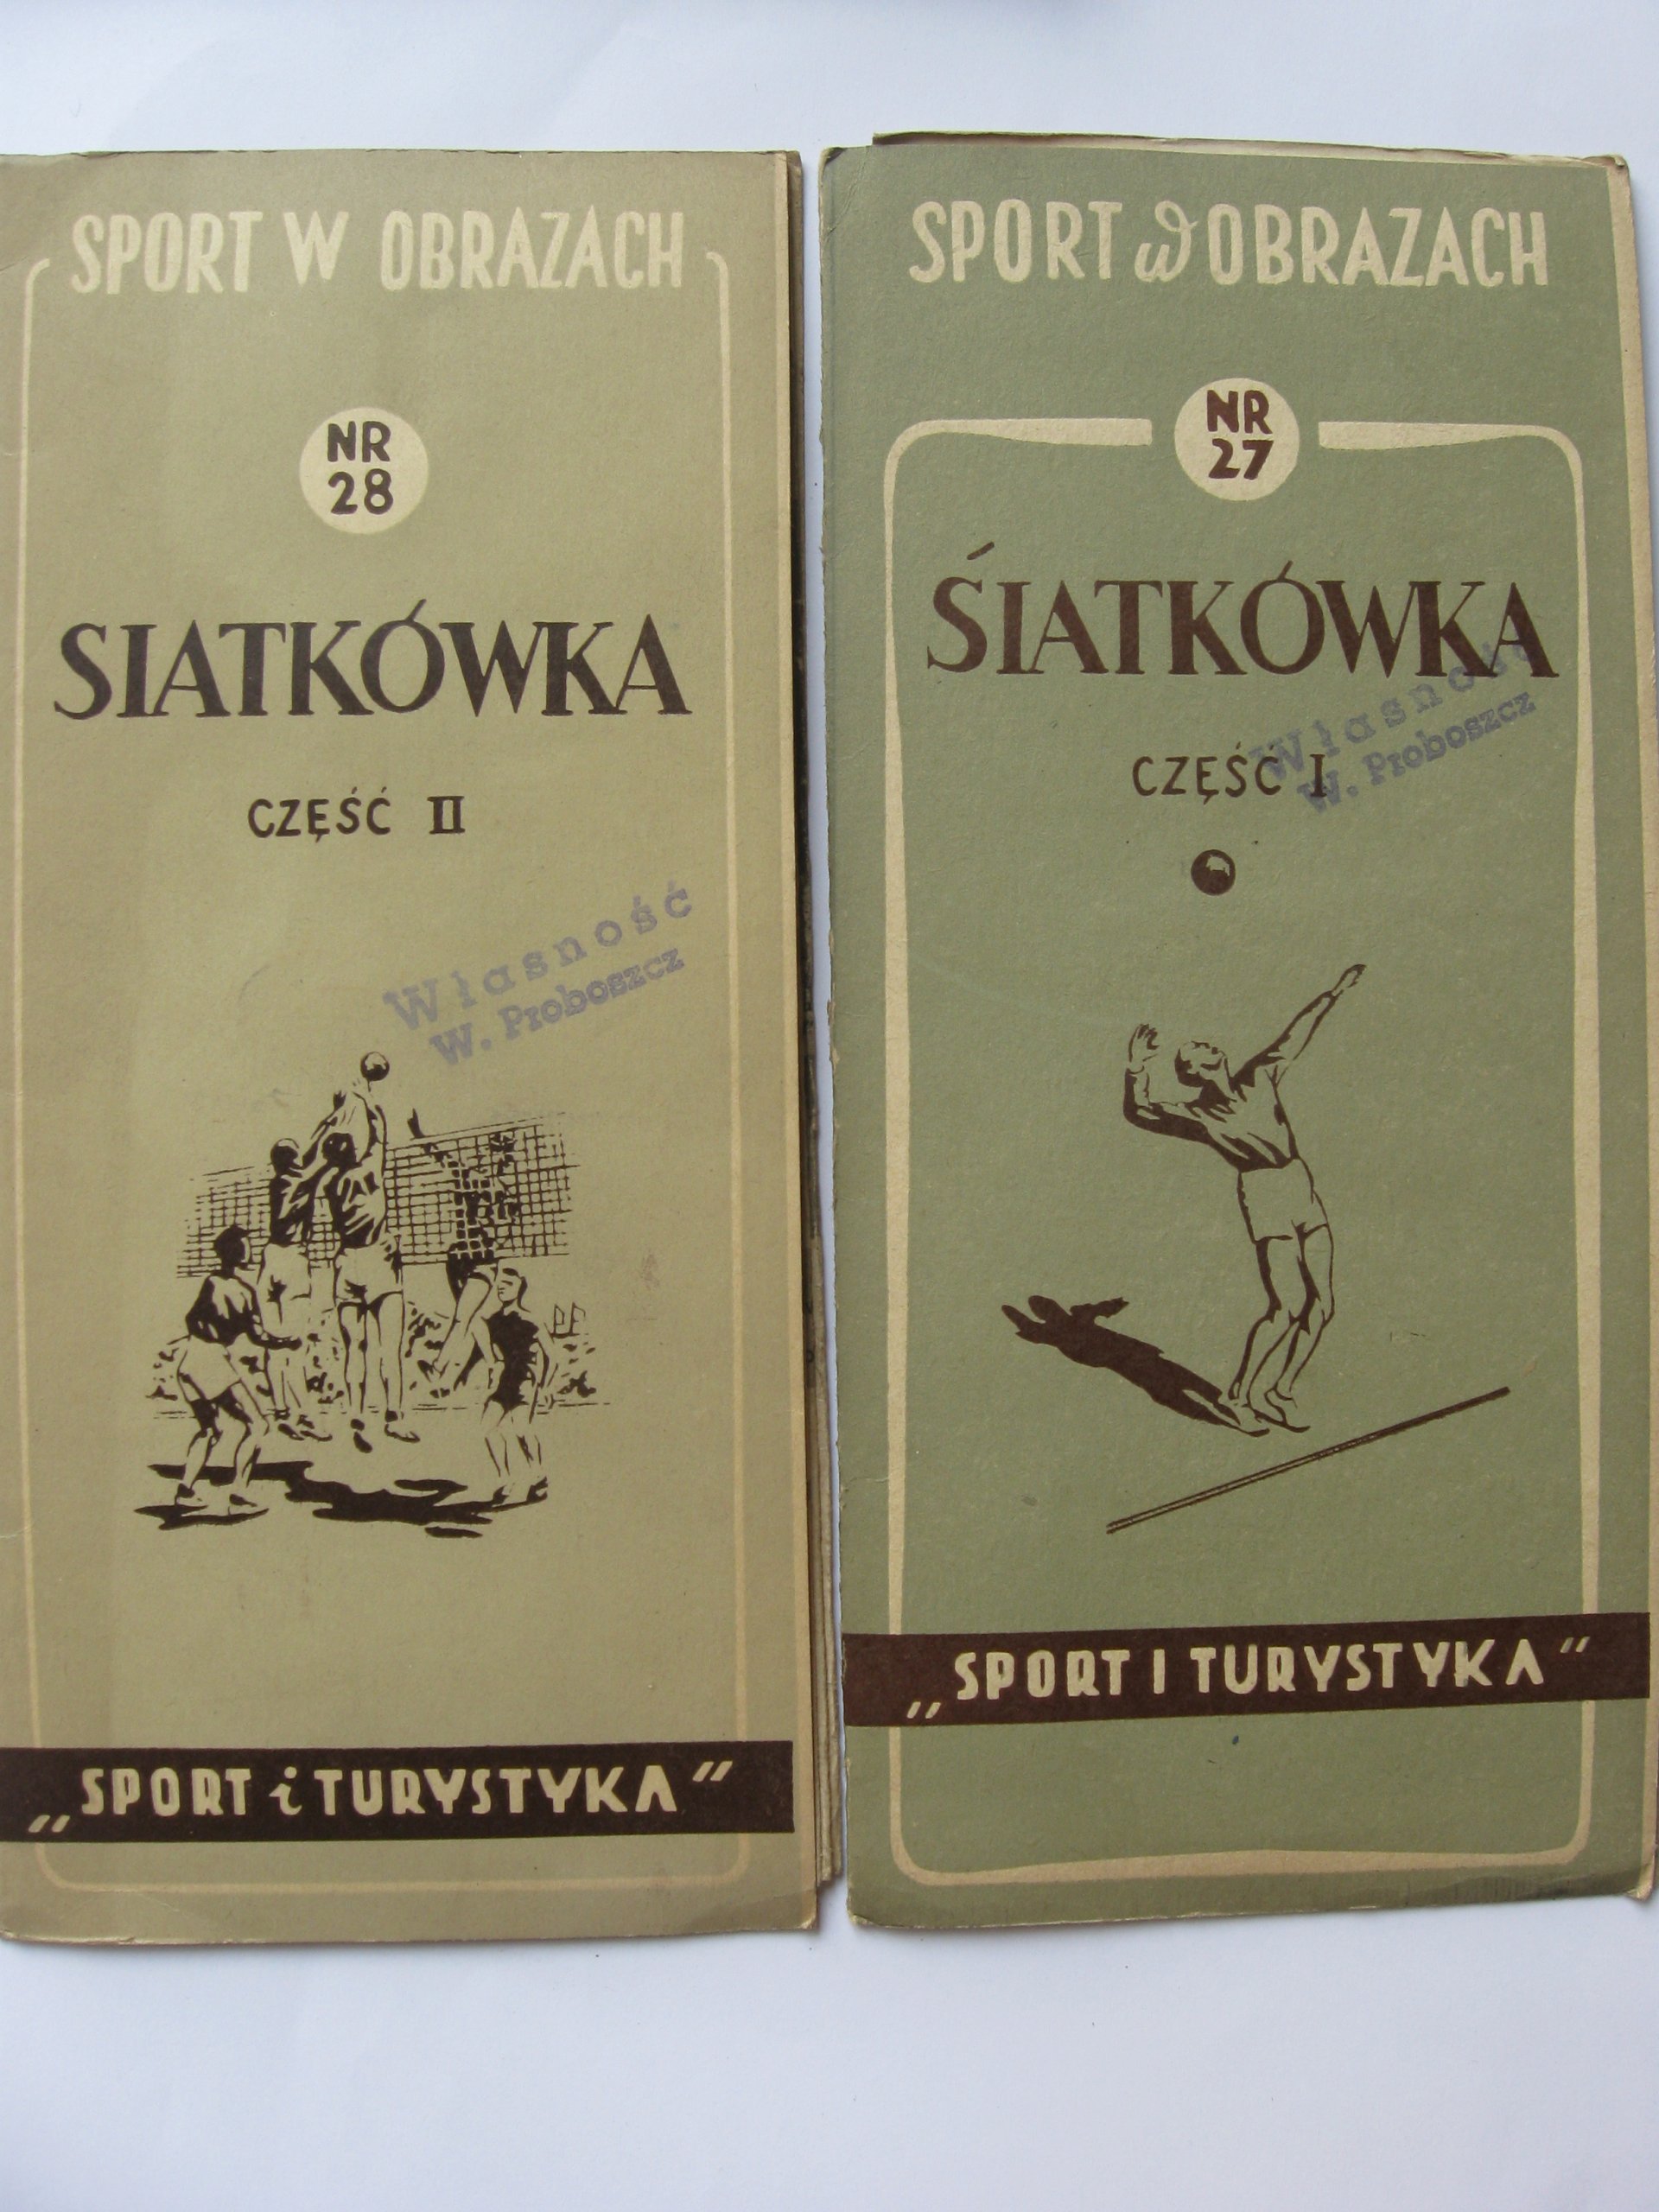 SPORT W OBRAZACH
NR
28
SIATKÓWKA
CZĘŚĆ II
Własność
W. Proboszcz
„SPORT i TURYSTYKA"
SPORT w OBRAZACH
NR
27
ŚIATKÓWKA
CZĘŚĆ I
Własność
W. Proboszcz
„SPORT I TURYSTYKA"